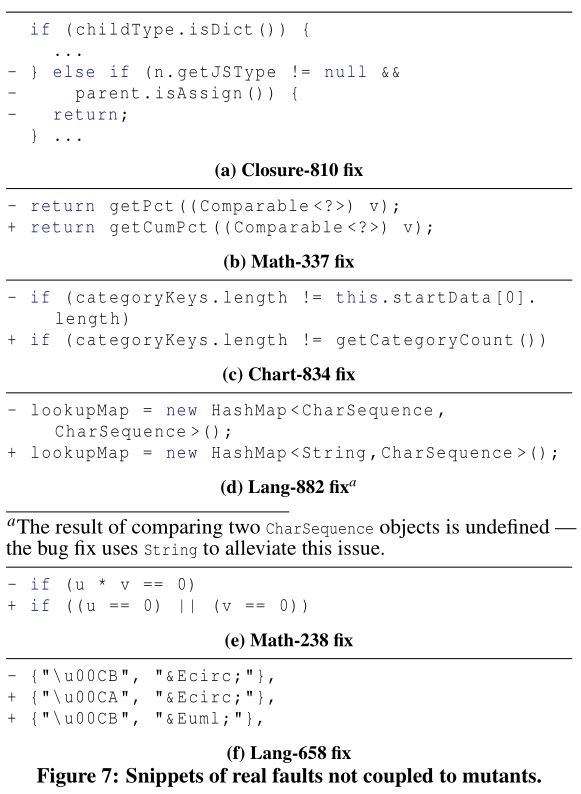 if (childType.isDict()) {
...
- } else if (n.getJSType != null &&
- parent.isAssign()) {
- return;
} ...
(a) Closure-810 fix
- return getPct((Comparable<?>) v);
+ return getCumPct((Comparable<?>) v);
(b) Math-337 fix
- if (categoryKeys.length != this.startData[0].
length)
+ if (categoryKeys.length != getCategoryCount())
(c) Chart-834 fix
- lookupMap = new HashMap<CharSequence,
CharSequence>();
+ lookupMap = new HashMap<String,CharSequence>();
(d) Lang-882 fixa
aThe result of comparing two CharSequence objects is undefined —
the bug fix uses String to alleviate this issue.
- if (u * v == 0)
+ if ((u == 0) || (v == 0))
(e) Math-238 fix
- {"\u00CB", "&Ecirc;"},
+ {"\u00CA", "&Ecirc;"},
+ {"\u00CB", "&Euml;"},
(f) Lang-658 fix
Figure 7: Snippets of real faults not coupled to mutants.